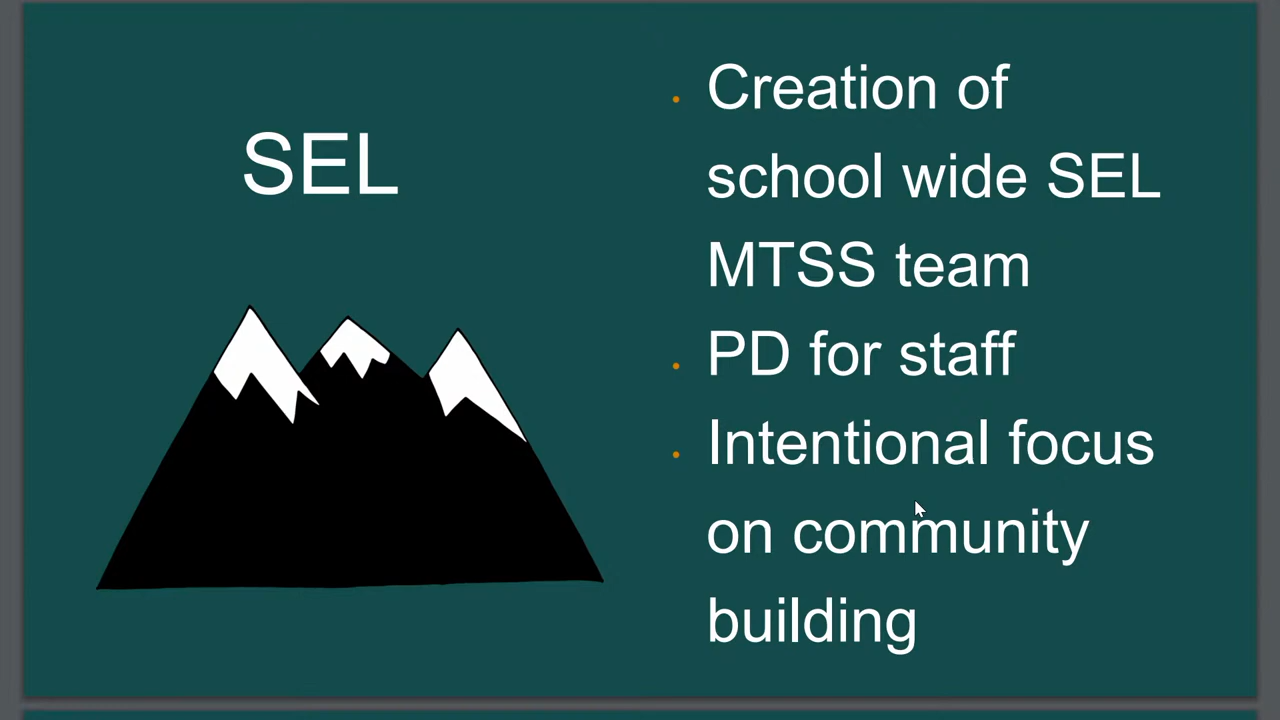 SEL
Creation of
school wide SEL
MTSS team
PD for staff
Intentional focus
on community
building